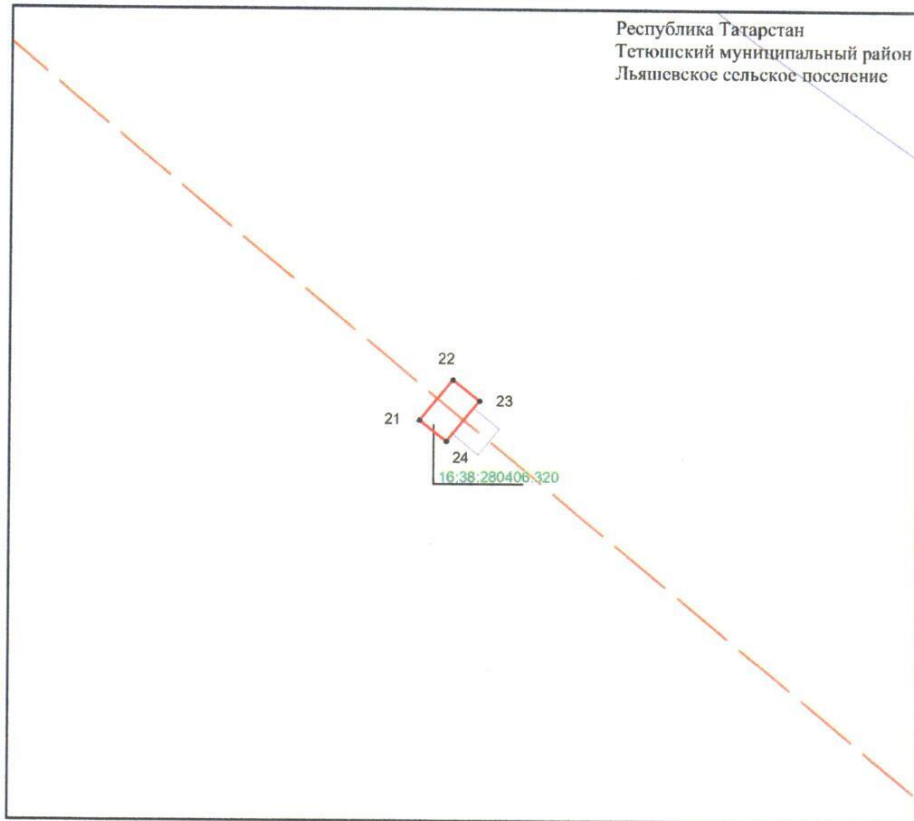 Республика Татарстан
Тетюшский муниципальный район
Льяшевское сельское поселение
22
23
21
24
16:38:280406:320